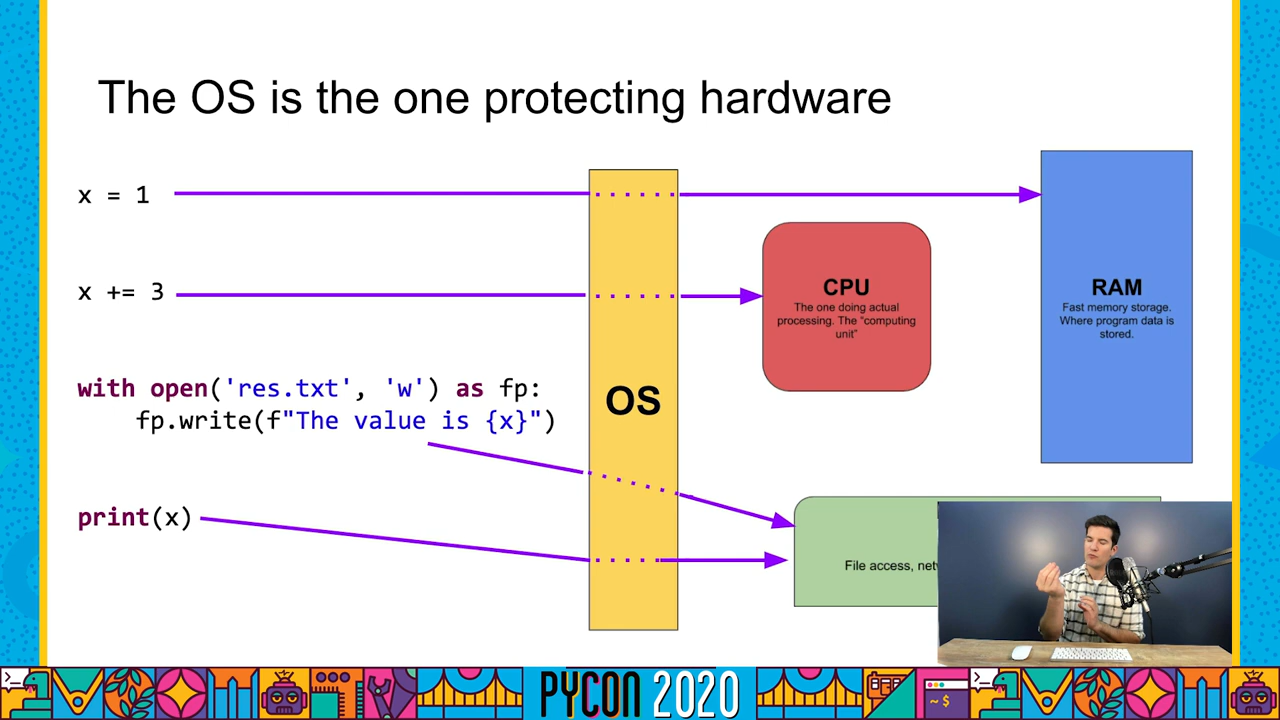 The OS is the one protecting hardware
x = 1
x += 3
with open('res.txt', 'w') as fp:
fp.write(f"The value is {x}")
print(x)
OS
CPU
The one doing actual
processing. The “computing
unit”
RAM
Fast memory storage.
Where program data is
stored.
File access,
>_
~$
PYCON 2020